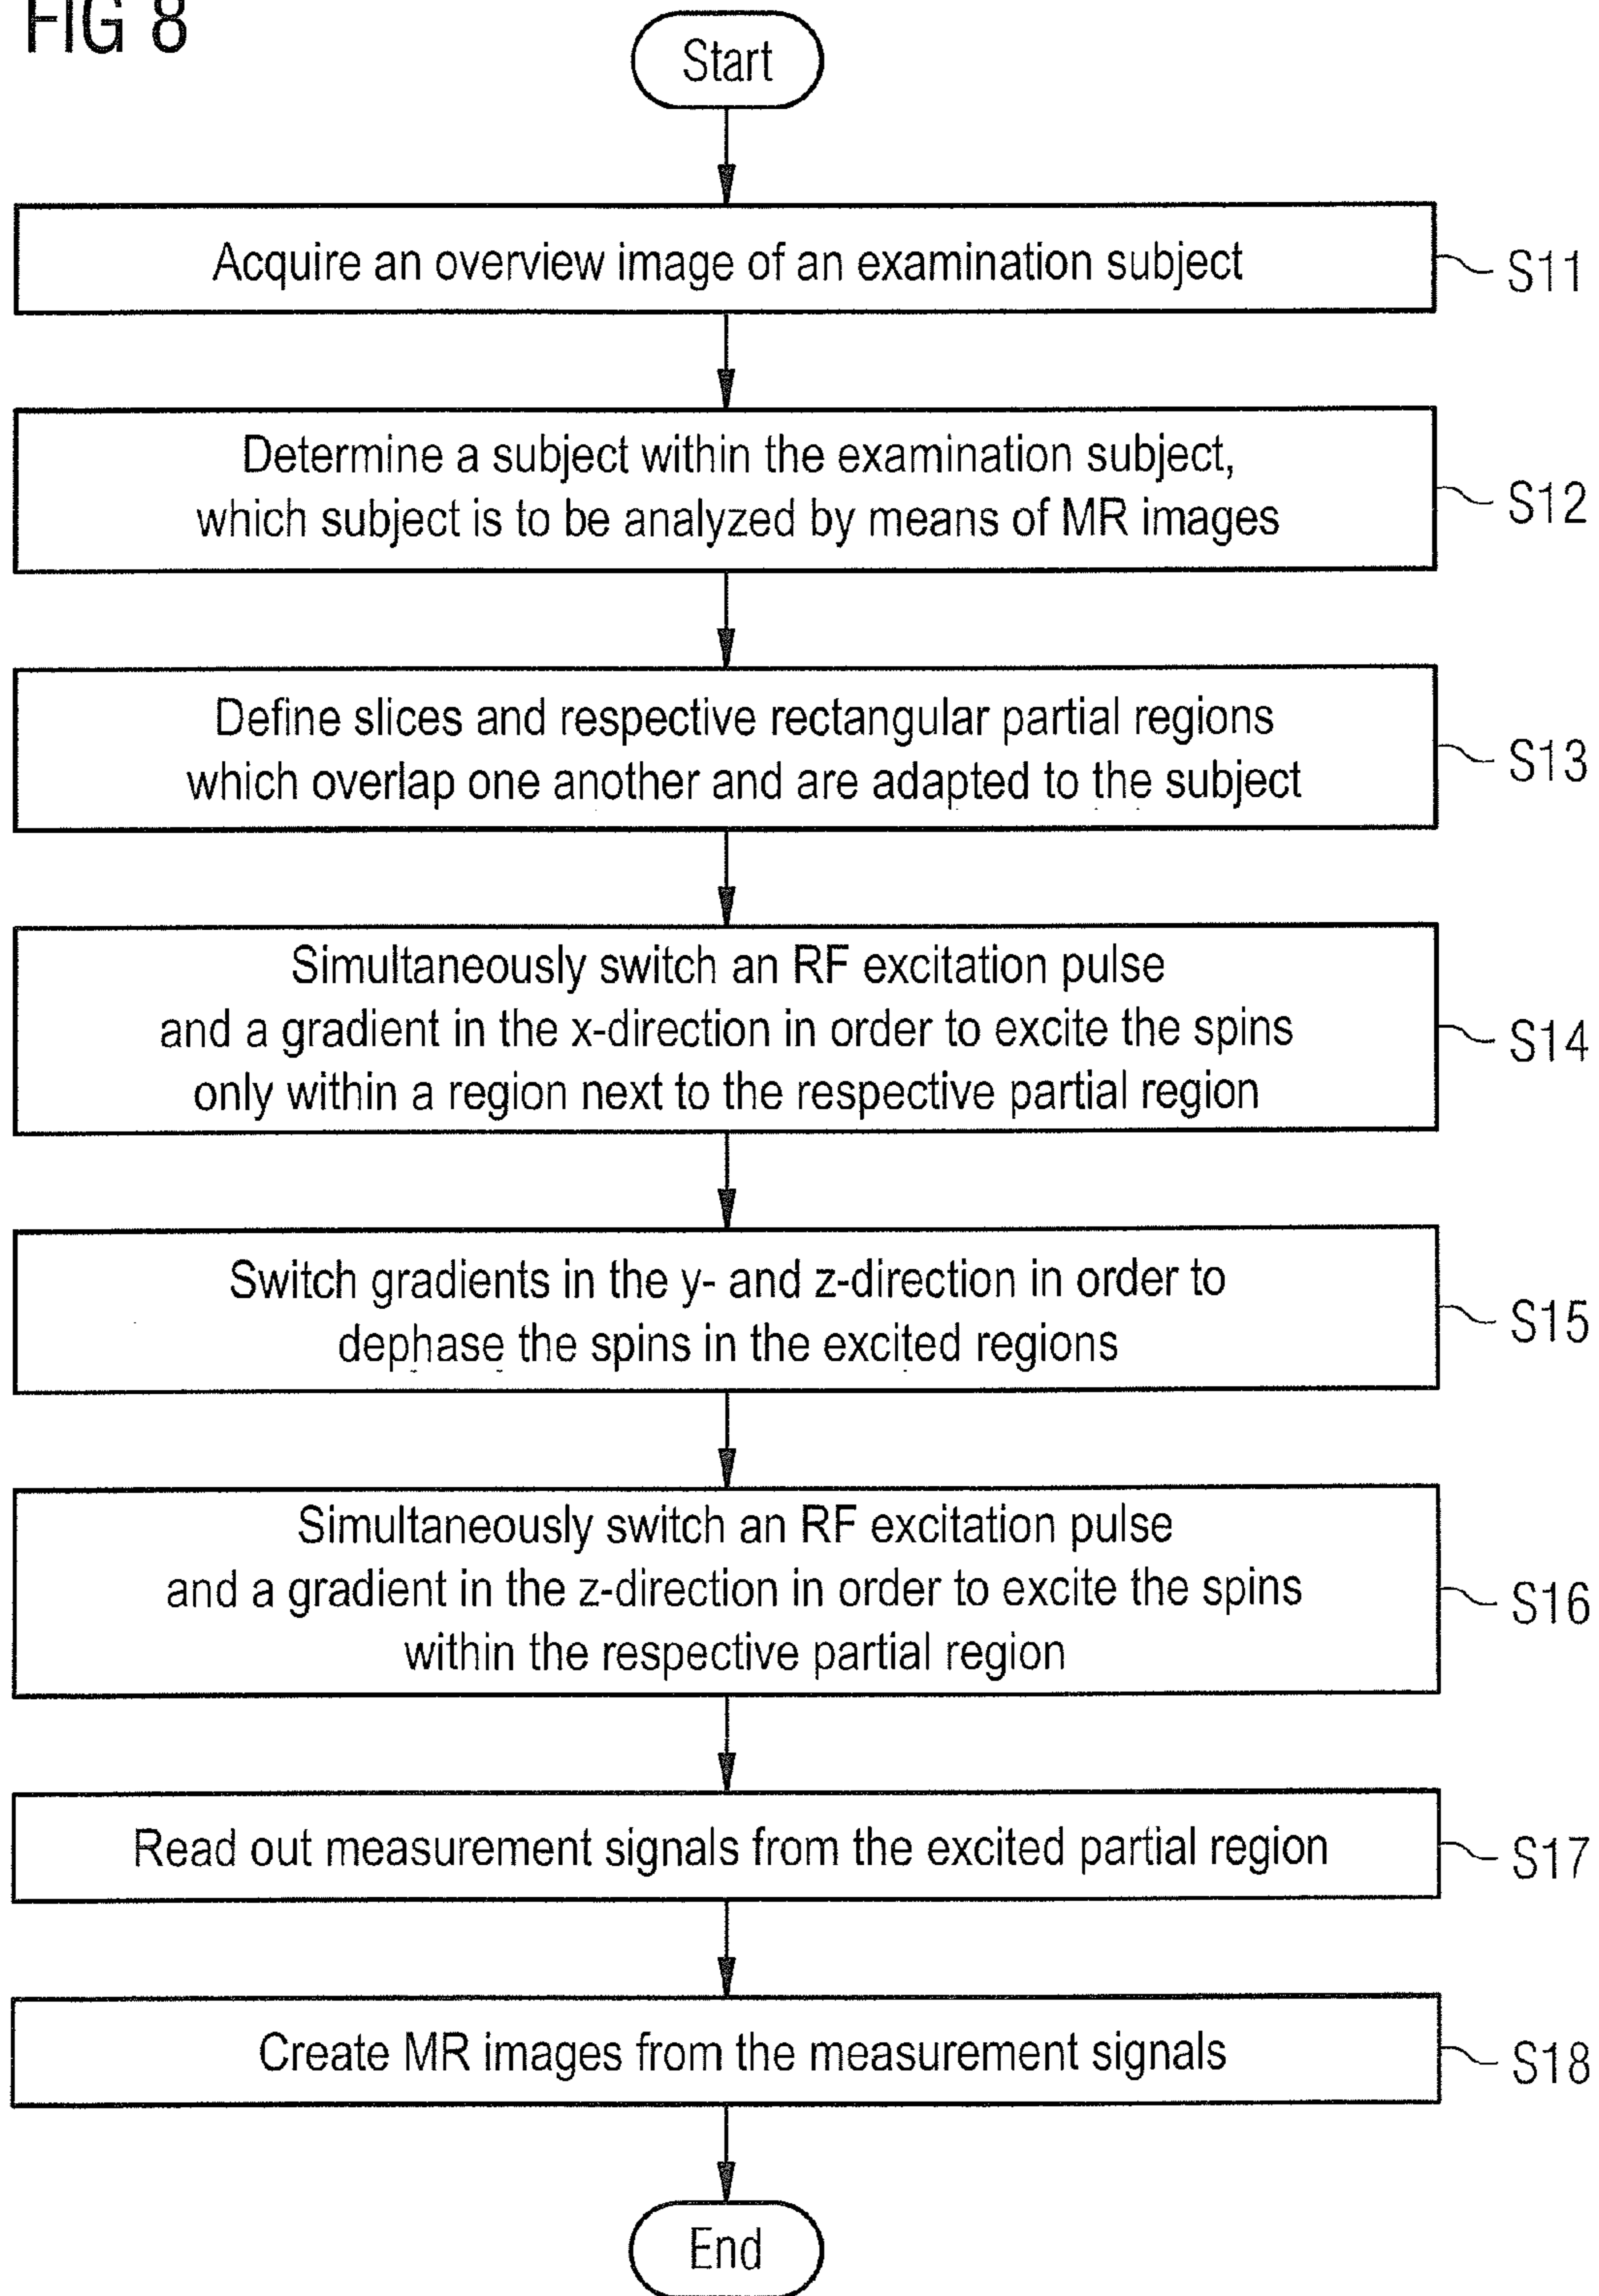 FIG 8
Start
Acquire an overview image of an examination subject
S11
Determine a subject within the examination subject,
which subject is to be analyzed by means of MR images
S12
Define slices and respective rectangular partial regions
which overlap one another and are adapted to the subject
S13
Simultaneously switch an RF excitation pulse
and a gradient in the x-direction in order to excite the spins
only within a region next to the respective partial region
S14
Switch gradients in the y- and z-direction in order to
dephase the spins in the excited regions
S15
Simultaneously switch an RF excitation pulse
and a gradient in the z-direction in order to excite the spins
within the respective partial region
S16
Read out measurement signals from the excited partial region
S17
Create MR images from the measurement signals
S18
End